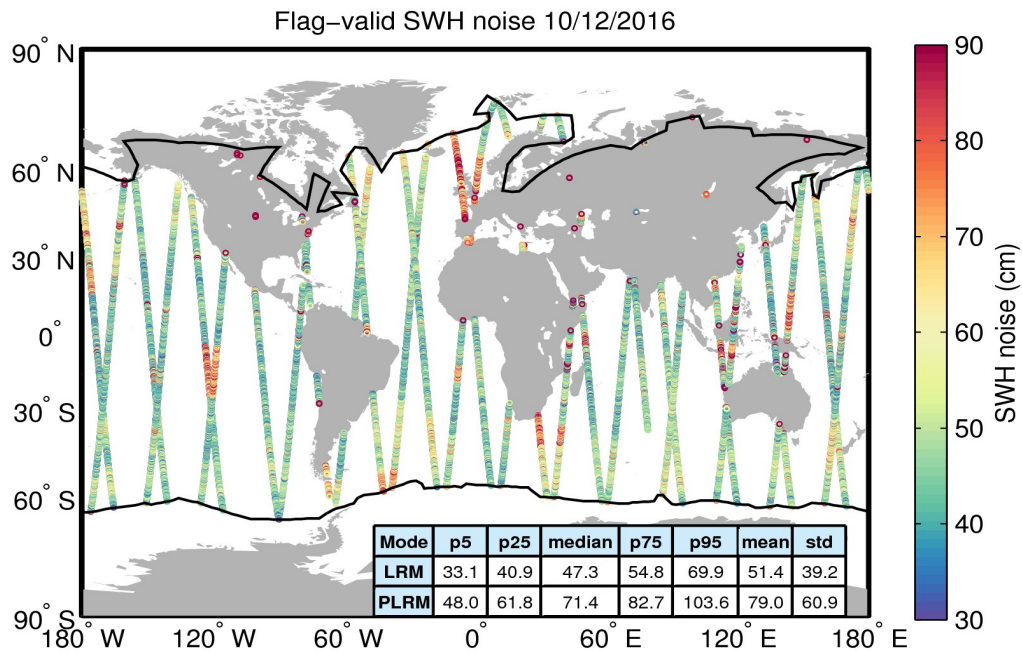 Flag−valid SWH noise 10/12/2016
90° N
60° N
30° N
0°
30° S
60° S
90° S
180° W
120° W
60° W
0°
60° E
120° E
180° E
Mode p5 p25 median p75 p95 mean std
LRM 33.1 40.9 47.3 54.8 69.9 51.4 39.2
PLRM 48.0 61.8 71.4 82.7 103.6 79.0 60.9
90
80
70
60
50
40
30
SWH noise (cm)